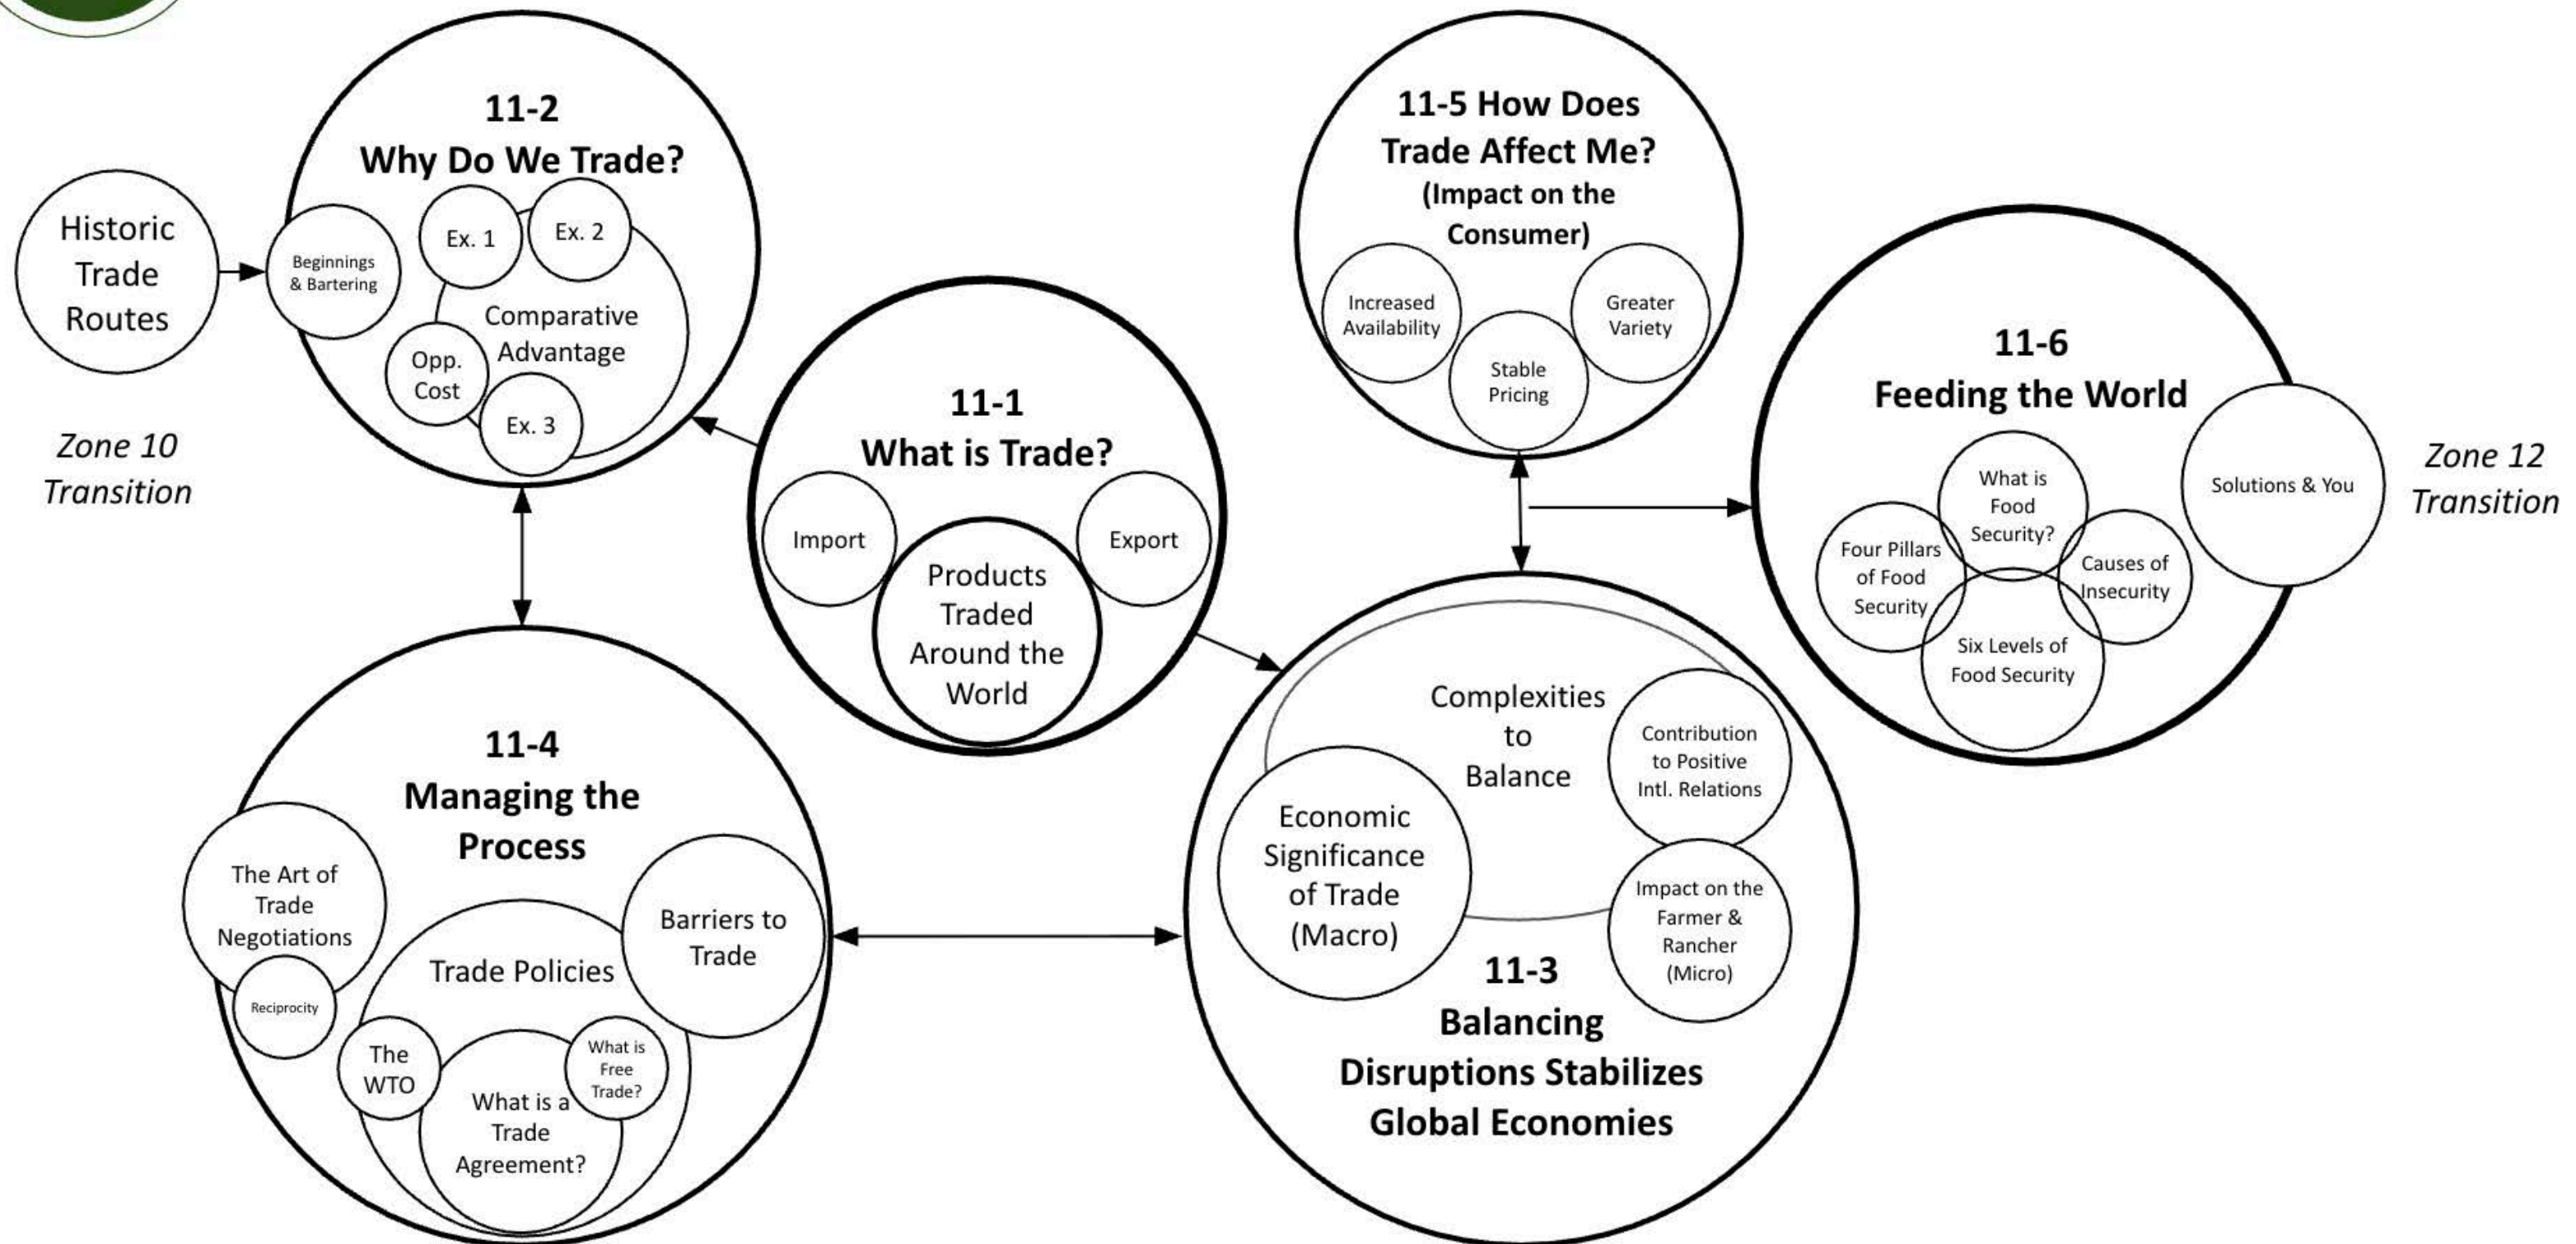 Historic
Trade
Routes
Zone 10
Transition
11-2
Why Do We Trade?
Beginnings
& Bartering
Ex. 1
Ex. 2
Comparative
Advantage
Opp.
Cost
Ex. 3
11-1
What is Trade?
Import
Export
Products
Traded
Around the
World
11-4
Managing the
Process
The Art of
Trade
Negotiations
Reciprocity
Trade Policies
Barriers to
Trade
The
WTO
What is
Free
Trade?
What is a
Trade
Agreement?
11-5 How Does
Trade Affect Me?
(Impact on the
Consumer)
Increased
Availability
Stable
Pricing
Greater
Variety
Complexities
to
Balance
Contribution
to Positive
Intl. Relations
Economic
Significance
of Trade
(Macro)
Impact on the
Farmer &
Rancher
(Micro)
11-3
Balancing
Disruptions Stabilizes
Global Economies
11-6
Feeding the World
What is
Food
Security?
Four Pillars
of Food
Security
Causes of
Insecurity
Six Levels of
Food Security
Solutions & You
Zone 12
Transition